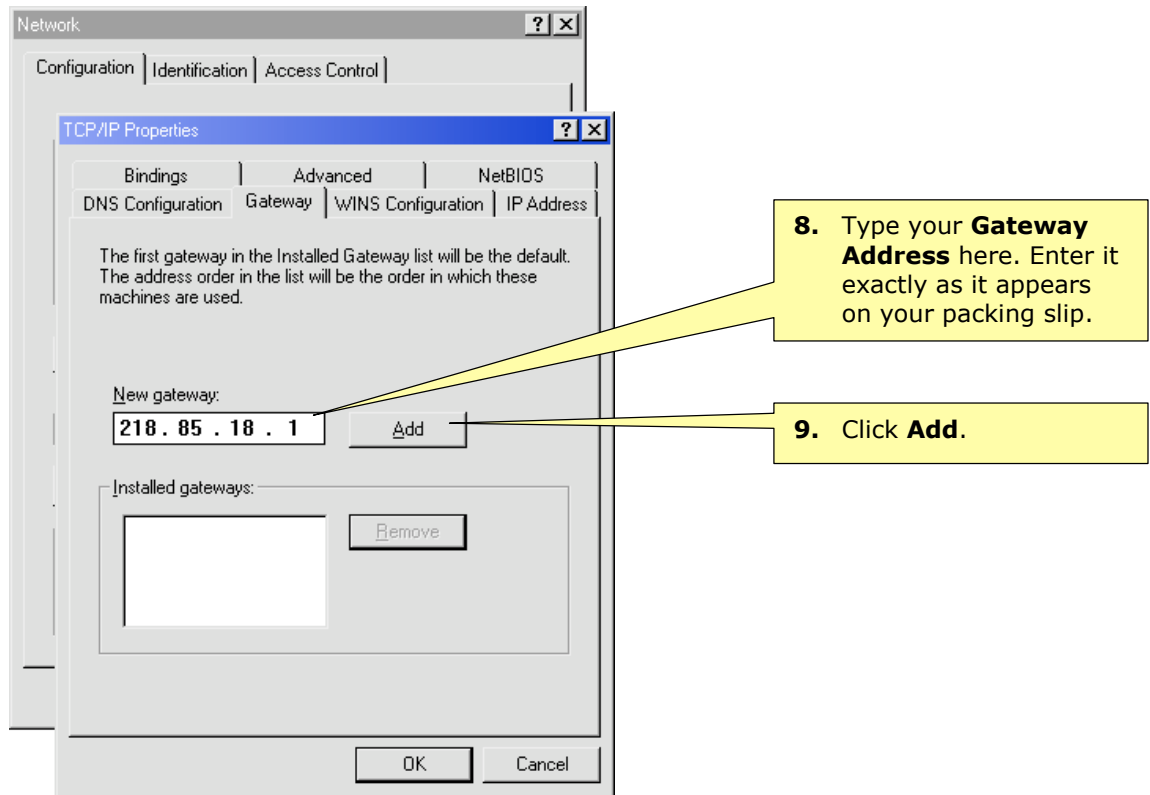 Network
Configuration Identification Access Control
TCP/IP Properties
Bindings Advanced NetBIOS
DNS Configuration Gateway WINS Configuration IP Address
The first gateway in the Installed Gateway list will be the default.
The address order in the list will be the order in which these
machines are used.
New gateway:
218 . 85 . 18 . 1 Add
Installed gateways:
Remove
OK Cancel
8. Type your Gateway
Address here. Enter it
exactly as it appears
on your packing slip.
9. Click Add.